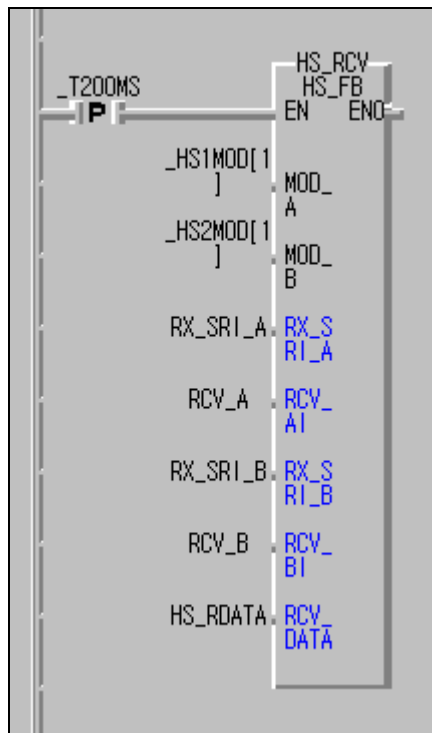 HS_RCV
_T200MS
HS_FB
P
EN ENO
_HS1MOD[1
]
MOD_
A
_HS2MOD[1
]
MOD_
B
RX_SRI_A RX_S
RI_A
RCV_A RCV_
AI
RX_SRI_B RX_S
RI_B
RCV_B RCV_
BI
HS_RDATA RCV_
DATA